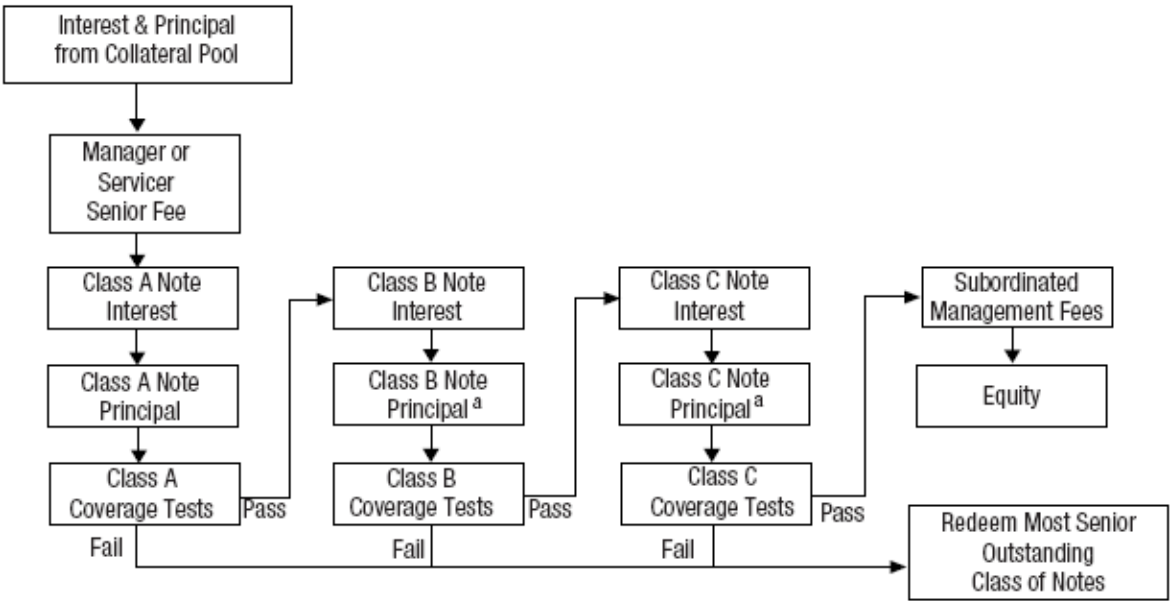 Interest & Principal
from Collateral Pool
Manager or
Servicer
Senior Fee
Class A Note
Interest
Class B Note
Interest
Class C Note
Interest
Subordinated
Management Fees
Class A Note
Principal
Class B Note
Principal a
Class C Note
Principal a
Equity
Class A
Coverage Tests
Pass
Class B
Coverage Tests
Pass
Class C
Coverage Tests
Pass
Fail
Fail
Fail
Redeem Most Senior
Outstanding
Class of Notes